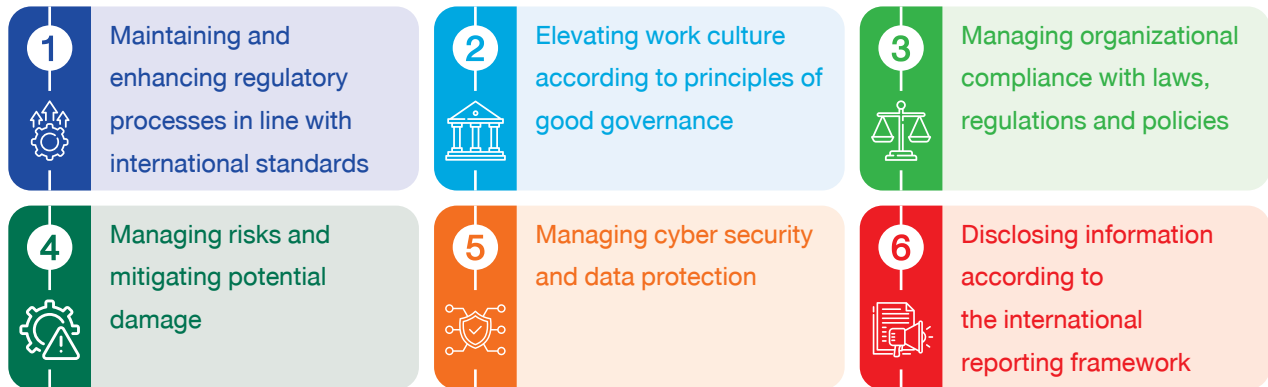 1
Maintaining and
enhancing regulatory
processes in line with
international standards
2
Elevating work culture
according to principles of
good governance
3
Managing organizational
compliance with laws,
regulations and policies
4
Managing risks and
mitigating potential
damage
5
Managing cyber security
and data protection
6
Disclosing information
according to
the international
reporting framework